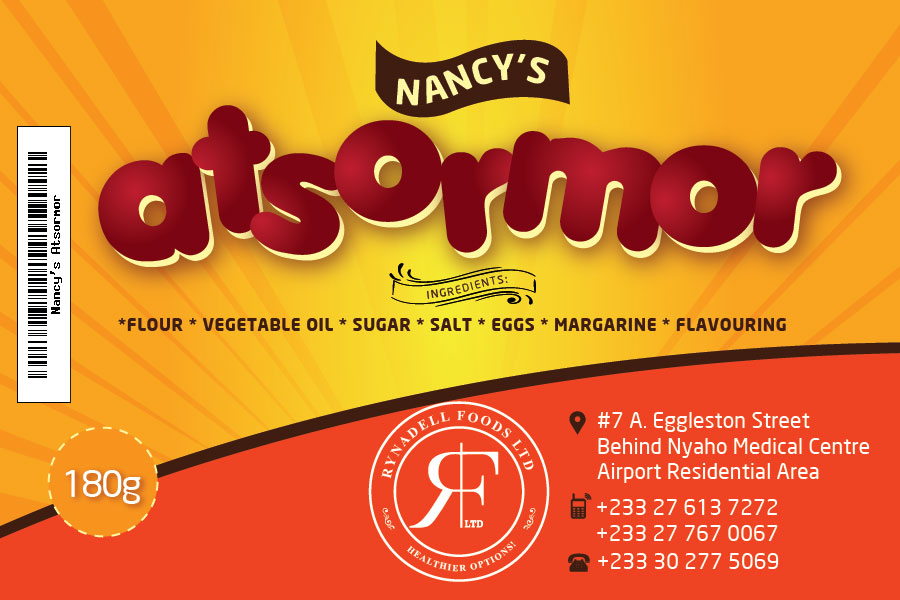 NANCY'S
atsormor
Nancy's Atsormor
INGREDIENTS:
*FLOUR * VEGETABLE OIL * SUGAR * SALT * EGGS * MARGARINE * FLAVOURING
180g
RYNADELL FOODS LTD
RF
LTD
HEALTHIER OPTIONS!
#7 A. Eggleston Street
Behind Nyaho Medical Centre
Airport Residential Area
+233 27 613 7272
+233 27 767 0067
+233 30 277 5069